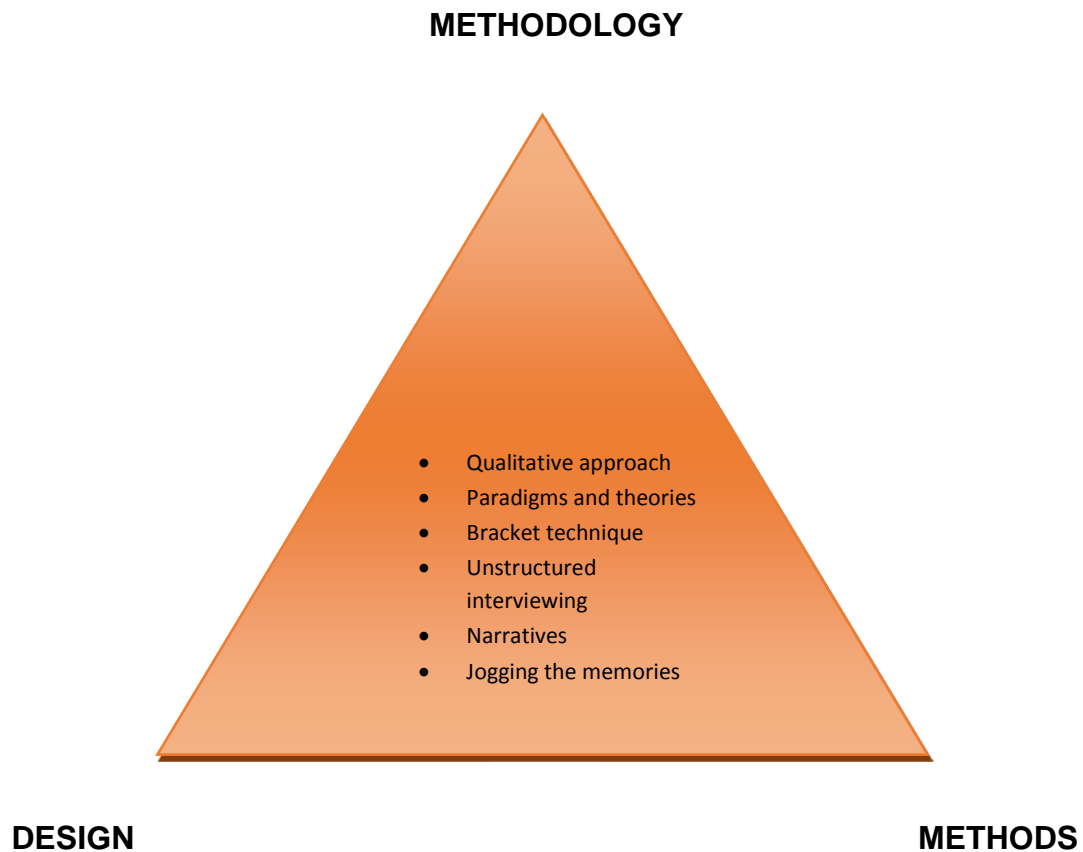 METHODOLOGY
• Qualitative approach
• Paradigms and theories
• Bracket technique
• Unstructured
interviewing
• Narratives
• Jogging the memories
DESIGN
METHODS